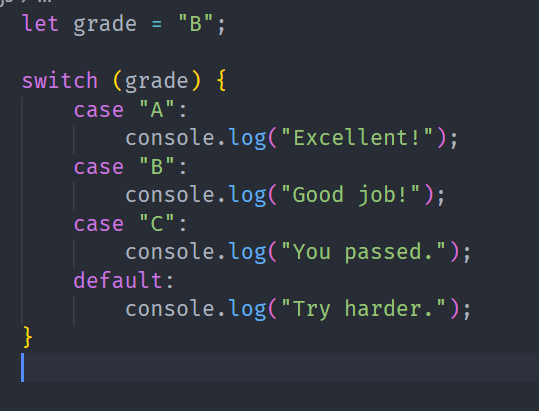 let grade = "B";

switch (grade) {
    case "A":
        console.log("Excellent!");
    case "B":
        console.log("Good job!");
    case "C":
        console.log("You passed.");
    default:
        console.log("Try harder.");
}